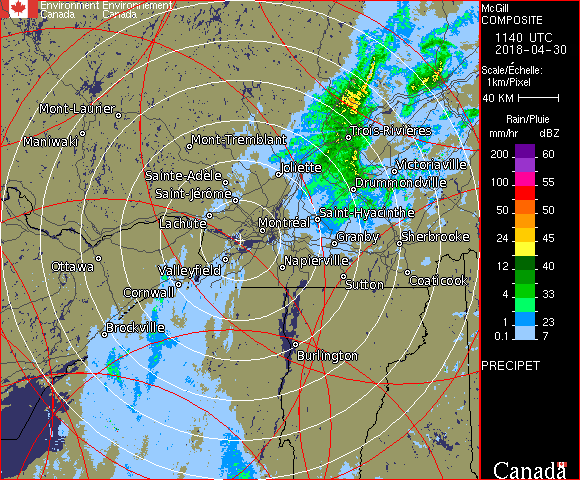 Environment Environnement
Canada Canada
McGill
COMPOSITE
1140 UTC
2018-04-30
Scale/Échelle:
1km/Pixel
40 KM
Rain/Pluie
mm/hr dBZ
200 60
100 55
50 50
24 45
12 40
4 33
1 23
0.1 7
PRECIPET
Canada
Mont-Laurier
Maniwaki
Mont-Tremblant
Trois-Rivières
Joliette
Victoriaville
Sainte-Adèle
Drummondville
Saint-Jérôme
Lachute
Saint-Hyacinthe
Montréal
Granby
Sherbrooke
Ottawa
Valleyfield
Napierville
Cornwall
Sutton
Coaticook
Brockville
Burlington